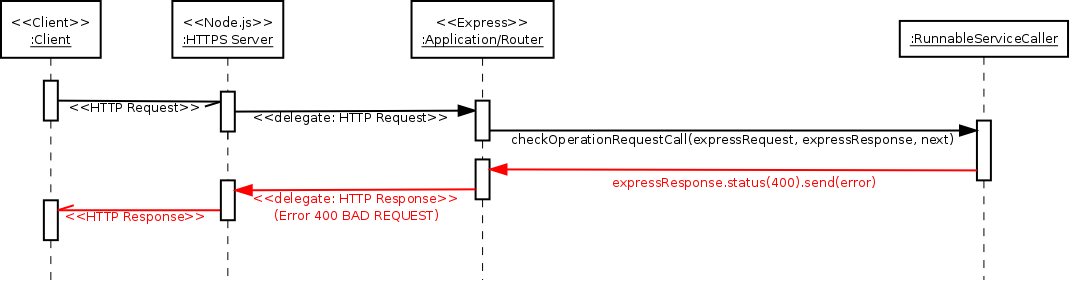 <<Client>>
:Client
<<Node.js>>
:HTTPS Server
<<Express>>
:Application/Router
:RunnableServiceCaller
<<HTTP Request>>
<<delegate: HTTP Request>>
checkOperationRequestCall(expressRequest, expressResponse, next)
expressResponse.status(400).send(error)
<<delegate: HTTP Response>>
(Error 400 BAD REQUEST)
<<HTTP Response>>